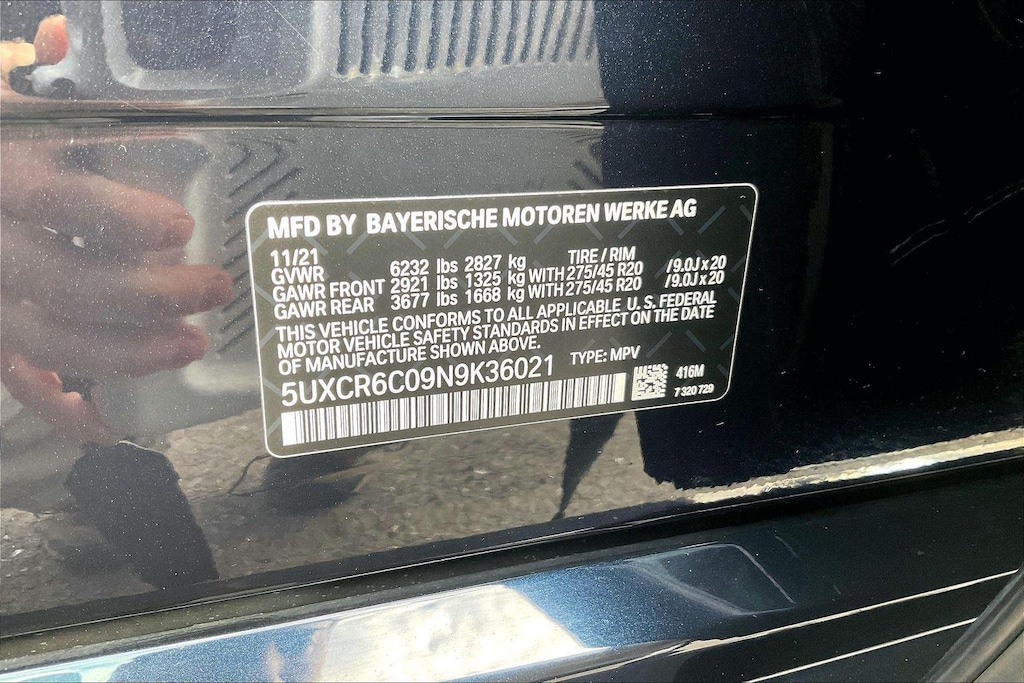 MFD BY BAYERISCHE MOTOREN WERKE AG
11/21 TIRE / RIM
GVWR 6232 lbs 2827 kg
GAWR FRONT 2921 lbs 1325 kg WITH 275/45 R20 /9.0J x 20
GAWR REAR 3677 lbs 1668 kg WITH 275/45 R20 /9.0J x 20
THIS VEHICLE CONFORMS TO ALL APPLICABLE U.S. FEDERAL
MOTOR VEHICLE SAFETY STANDARDS IN EFFECT ON THE DATE
OF MANUFACTURE SHOWN ABOVE.
5UXCR6C09N9K36021 TYPE: MPV
416M
7 320 729